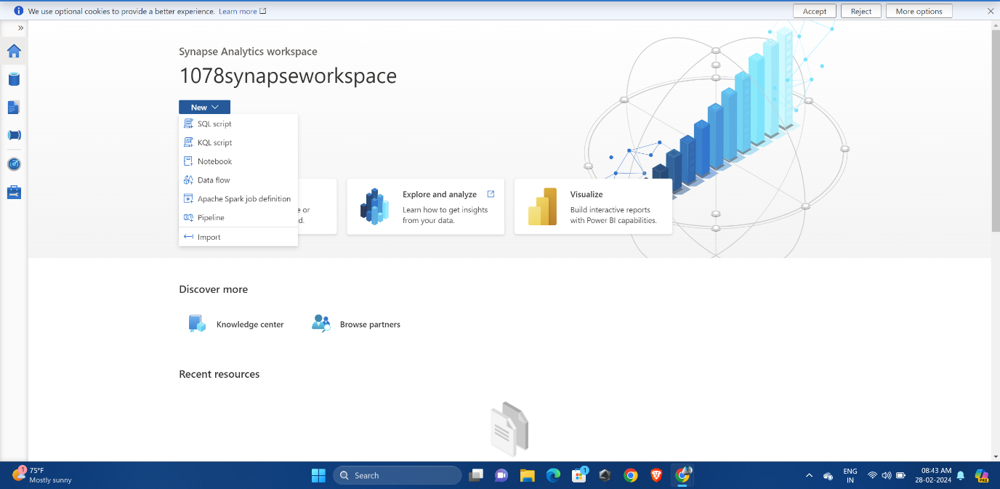 We use optional cookies to provide a better experience. Learn more
Accept
Reject
More options
Synapse Analytics workspace
1078synapseworkspace
New
SQL script
KQL script
Notebook
Data flow
Apache Spark job definition
Pipeline
Import
e or
d.
Explore and analyze
Learn how to get insights
from your data.
Visualize
Build interactive reports
with Power BI capabilities.
Discover more
Knowledge center
Browse partners
Recent resources
1
75°F
Mostly sunny
Search
1
ENG
IN
08:43 AM
28-02-2024
PRE